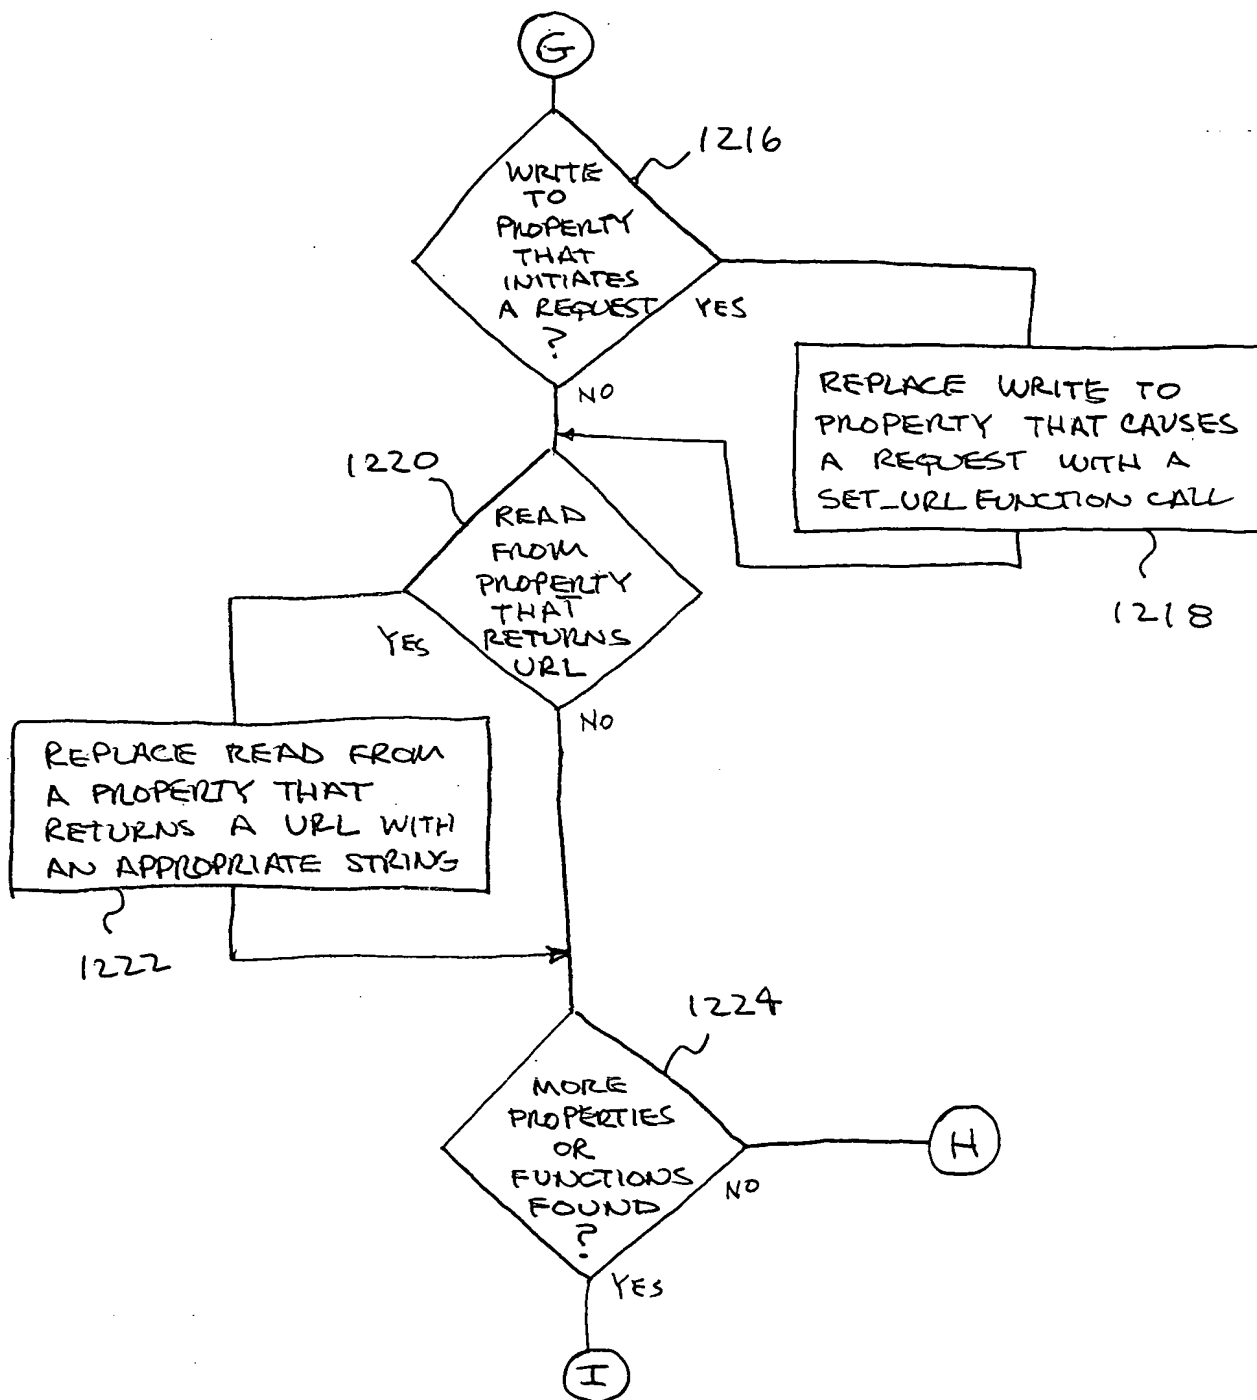 G
1216
WRITE
TO
PROPERTY
THAT
INITIATES
A REQUEST
?
YES
NO
REPLACE WRITE TO
PROPERTY THAT CAUSES
A REQUEST WITH A
SET_URL FUNCTION CALL
1218
1220
READ
FROM
PROPERTY
THAT
RETURNS
URL
YES
NO
REPLACE READ FROM
A PROPERTY THAT
RETURNS A URL WITH
AN APPROPRIATE STRING
1222
1224
MORE
PROPERTIES
OR
FUNCTIONS
FOUND
?
NO
H
YES
I